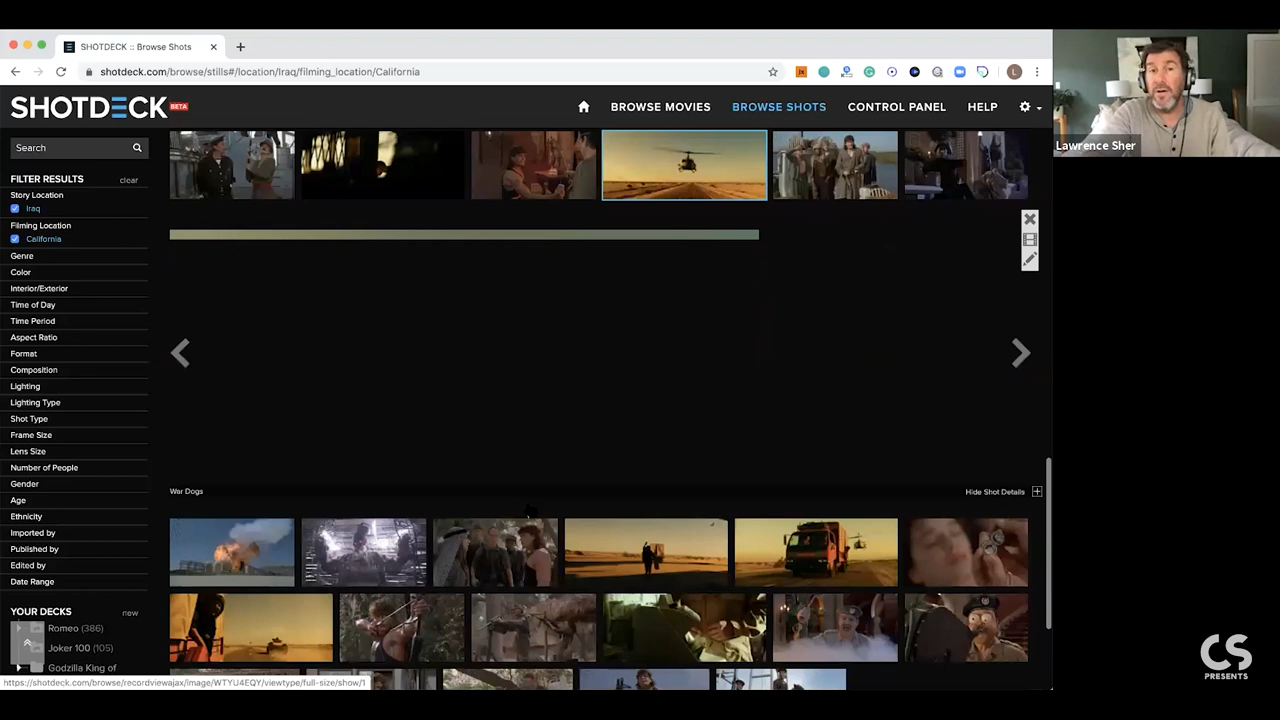 SHOTDECK :: Browse Shots
shotdeck.com/browse/stills#/location/Iraq/filming_location/California
SHOTDECK BETA
BROWSE MOVIES
BROWSE SHOTS
CONTROL PANEL
HELP
Lawrence Sher
Search
FILTER RESULTS
clear
Story Location
Iraq
Filming Location
California
Genre
Color
Interior/Exterior
Time of Day
Time Period
Aspect Ratio
Format
Composition
Lighting
Lighting Type
Shot Type
Frame Size
Lens Size
Number of People
Gender
Age
Ethnicity
Imported by
Published by
Edited by
Date Range
YOUR DECKS
new
Romeo (386)
Joker 100 (105)
Godzilla King of
War Dogs
Hide Shot Details
https://shotdeck.com/browse/recordviewajax/image/WTYU4EQY/viewtype/full-size/show/1
CS
PRESENTS